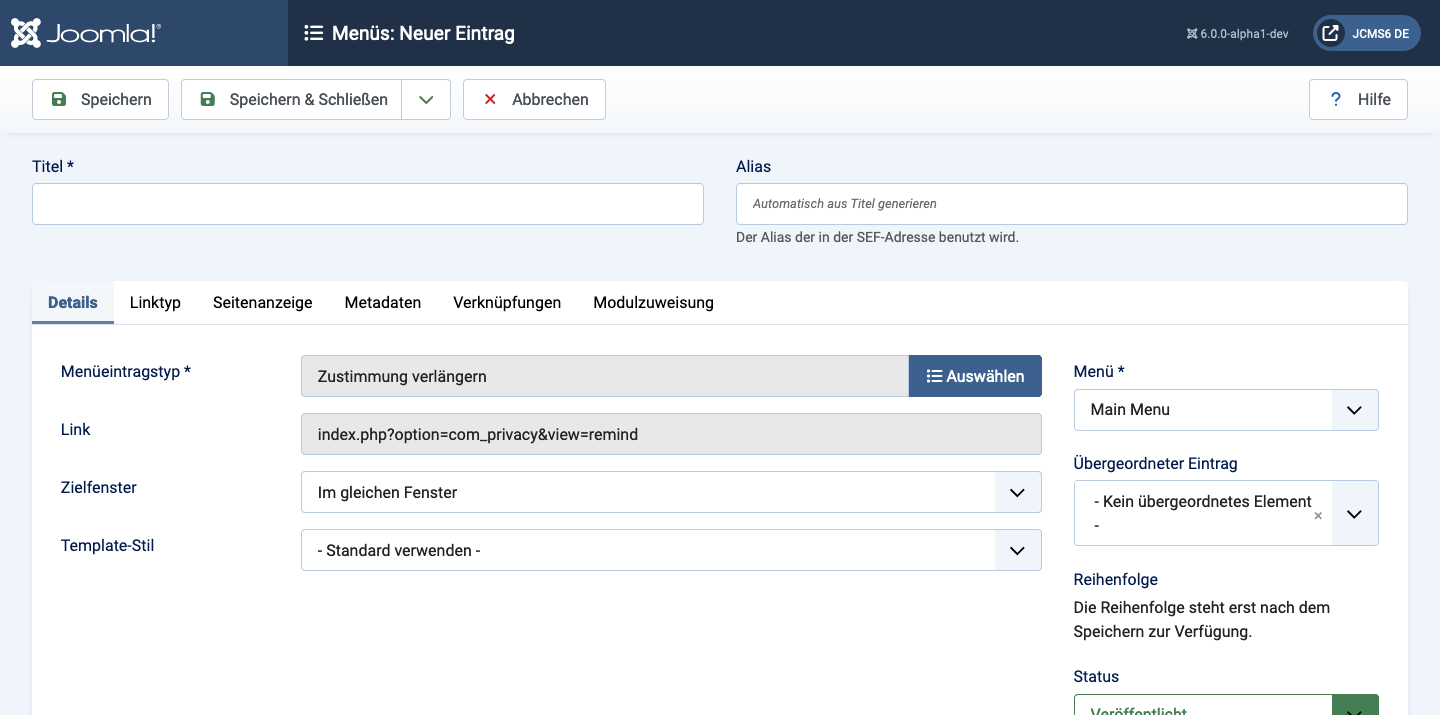 Joomla!®
Menüs: Neuer Eintrag
6.0.0-alpha1-dev
JCMS6 DE
Speichern
Speichern & Schließen
Abbrechen
? Hilfe
Titel *
Alias
Automatisch aus Titel generieren
Der Alias der in der SEF-Adresse benutzt wird.
Details
Linktyp
Seitenanzeige
Metadaten
Verknüpfungen
Modulzuweisung
Menüeintragstyp *
Zustimmung verlängern
Auswählen
Link
index.php?option=com_privacy&view=remind
Zielfenster
Im gleichen Fenster
Template-Stil
- Standard verwenden -
Menü *
Main Menu
Übergeordneter Eintrag
- Kein übergeordnetes Element
-
×
Reihenfolge
Die Reihenfolge steht erst nach dem
Speichern zur Verfügung.
Status
Veröffentlicht